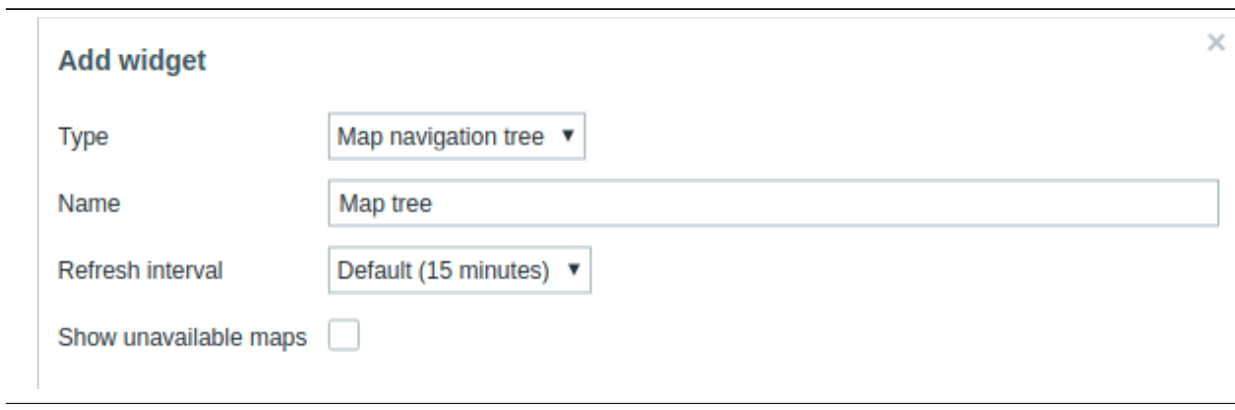 Add widget
Type Map navigation tree
Name Map tree
Refresh interval Default (15 minutes)
Show unavailable maps